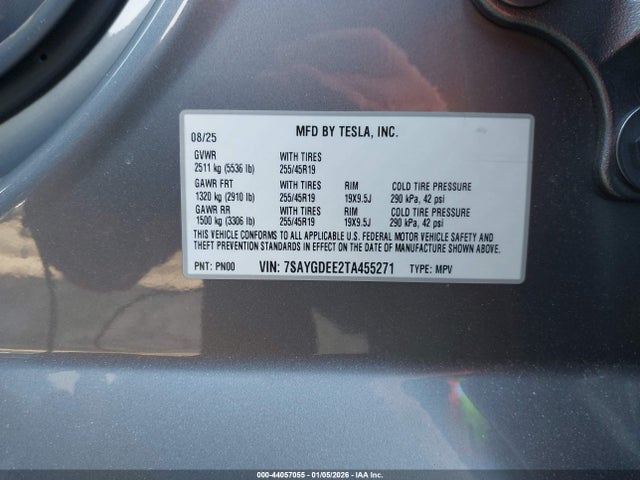 08/25 MFD BY TESLA, INC.
GVWR WITH TIRES
2511 kg (5536 lb) 255/45R19
GAWR FRT WITH TIRES RIM COLD TIRE PRESSURE
1320 kg (2910 lb) 255/45R19 19X9.5J 290 kPa, 42 psi
GAWR RR WITH TIRES RIM COLD TIRE PRESSURE
1500 kg (3306 lb) 255/45R19 19X9.5J 290 kPa, 42 psi
THIS VEHICLE CONFORMS TO ALL APPLICABLE U.S. FEDERAL MOTOR VEHICLE SAFETY AND
THEFT PREVENTION STANDARDS IN EFFECT ON THE DATE OF MANUFACTURE SHOWN ABOVE.
PNT: PN00 VIN: 7SAYGDEE2TA455271 TYPE: MPV
000-44057055 - 01/05/2026 - IAA Inc.